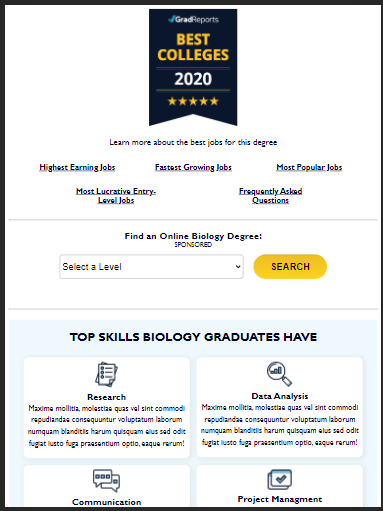 GradReports
BEST
COLLEGES
2020
Learn more about the best jobs for this degree
Highest Earning Jobs
Fastest Growing Jobs
Most Popular Jobs
Most Lucrative Entry-
Level Jobs
Frequently Asked
Questions
Find an Online Biology Degree:
SPONSORED
Select a Level
SEARCH
TOP SKILLS BIOLOGY GRADUATES HAVE
Research
Maxime mollitia, molestiae quas vel sint commodi
repudiandae consequuntur voluptatum laborum
numquam blanditiis harum quisquam eius sed odit
fugiat iusto fuga praesentium optio, eaque rerum!
Data Analysis
Maxime mollitia, molestiae quas vel sint commodi
repudiandae consequuntur voluptatum laborum
numquam blanditiis harum quisquam eius sed odit
fugiat iusto fuga praesentium optio, eaque rerum!
Communication
Project Managment